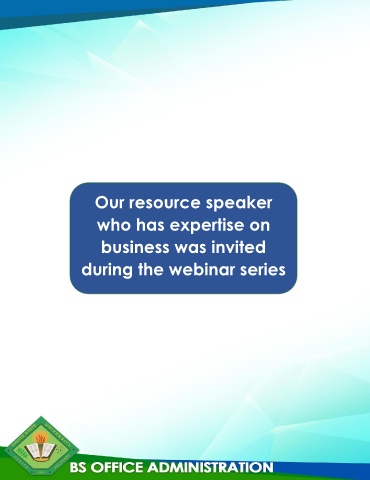 Our resource speaker
who has expertise on
business was invited
during the webinar series
BS OFFICE ADMINISTRATION